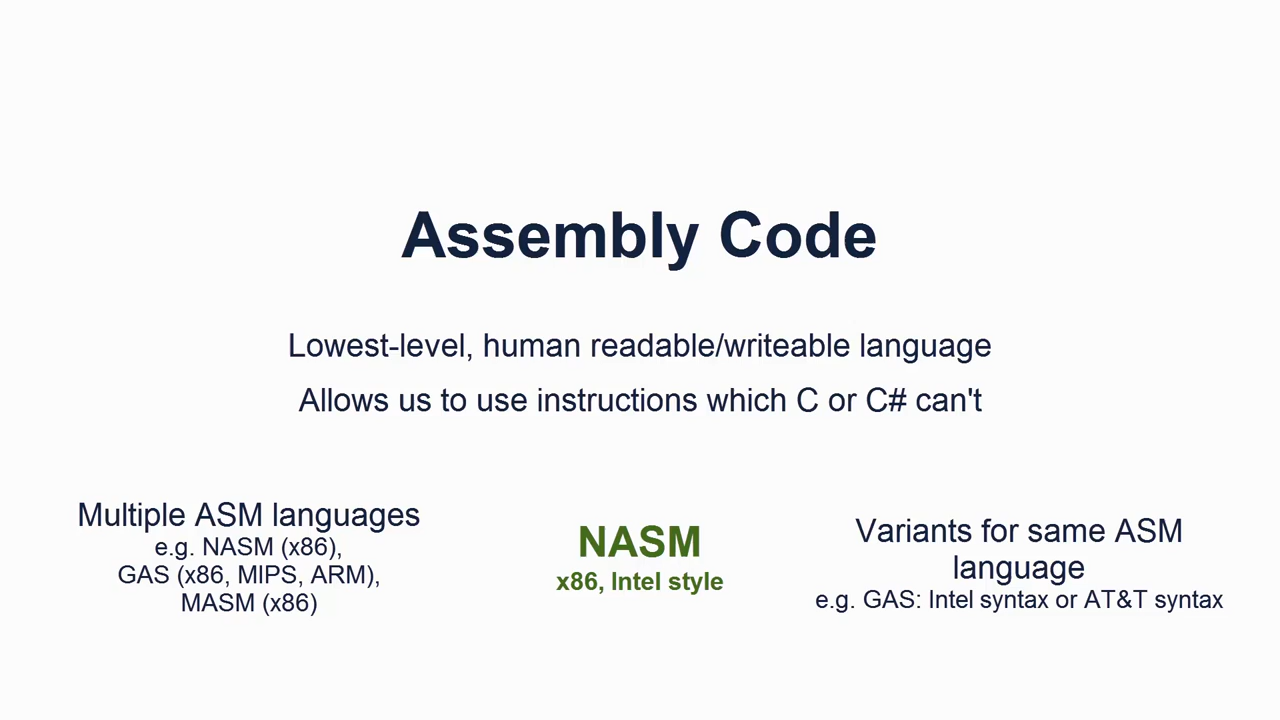 Assembly Code
Lowest-level, human readable/writeable language
Allows us to use instructions which C or C# can't
Multiple ASM languages
e.g. NASM (x86),
GAS (x86, MIPS, ARM),
MASM (x86)
NASM
x86, Intel style
Variants for same ASM
language
e.g. GAS: Intel syntax or AT&T syntax